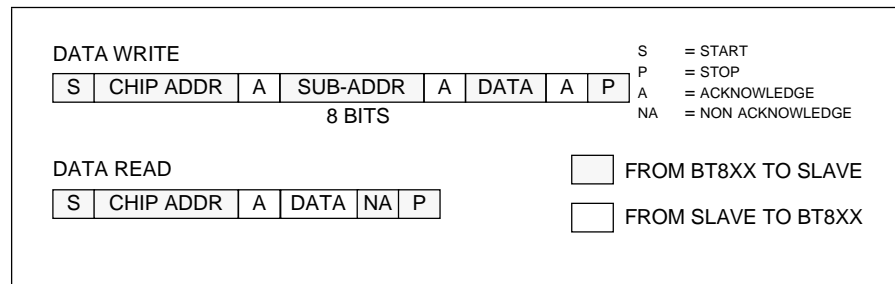 DATA WRITE
S CHIP ADDR A SUB-ADDR A DATA A P
8 BITS
S = START
P = STOP
A = ACKNOWLEDGE
NA = NON ACKNOWLEDGE
DATA READ
S CHIP ADDR A DATA NA P
FROM BT8XX TO SLAVE
FROM SLAVE TO BT8XX